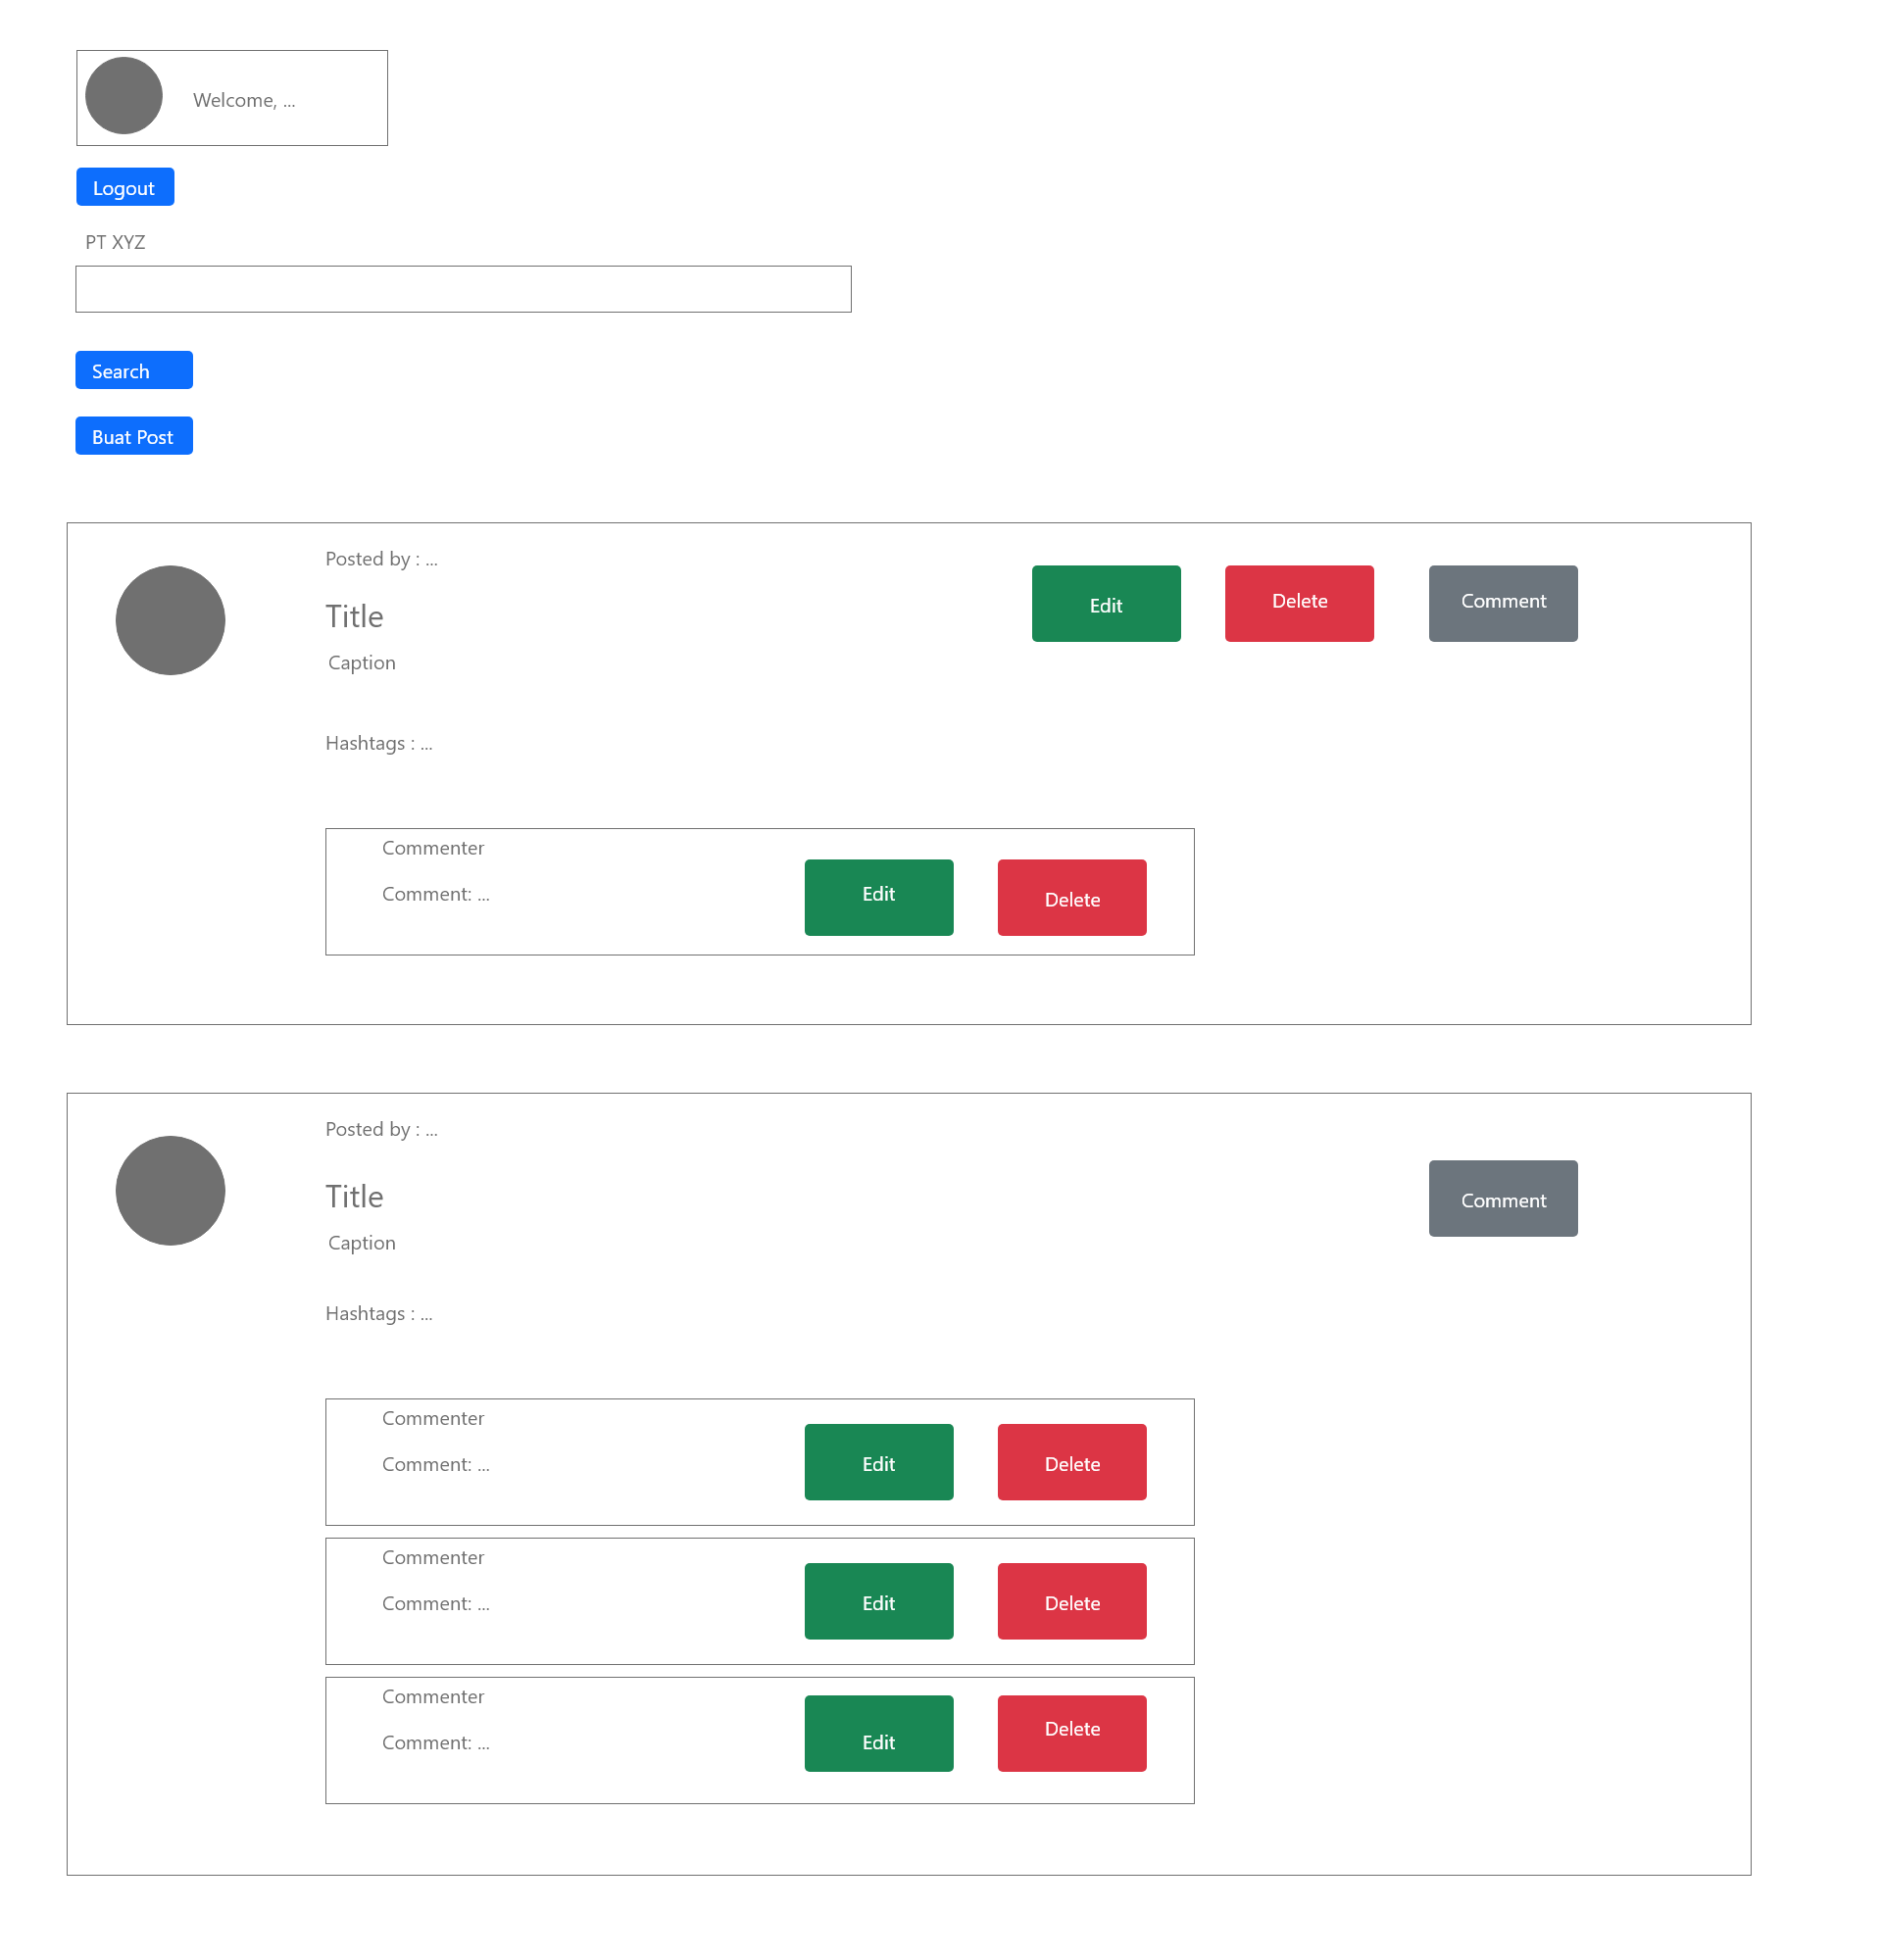 Welcome, ...
Logout
PT XYZ
Search
Buat Post
Posted by : ...
Title
Caption
Hashtags : ...
Edit
Delete
Comment
Commenter
Comment: ...
Edit
Delete
Posted by : ...
Title
Caption
Hashtags : ...
Comment
Commenter
Comment: ...
Edit
Delete
Commenter
Comment: ...
Edit
Delete
Commenter
Comment: ...
Edit
Delete